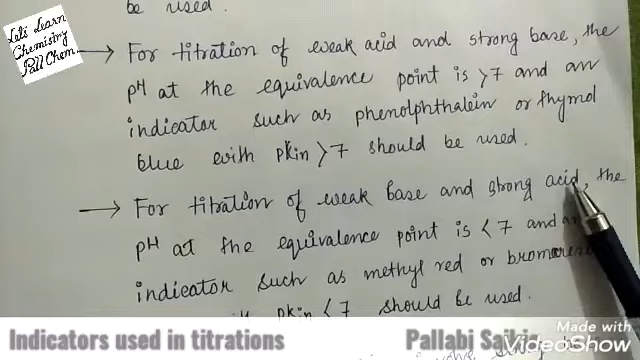 be used.
Let's Learn
Chemistry
Pall Chem
→ For titration of weak acid and strong base, the
pH at the equivalence point is >7 and an
indicator such as phenolphthalein or thymol
blue with pkin >7 should be used.
→ For titration of weak base and strong acid, the
pH at the equivalence point is <7 and an
indicator such as methyl red or
pkin <7 should be used.
Indicators used in titrations
Pallabi
Made with
VideoShow